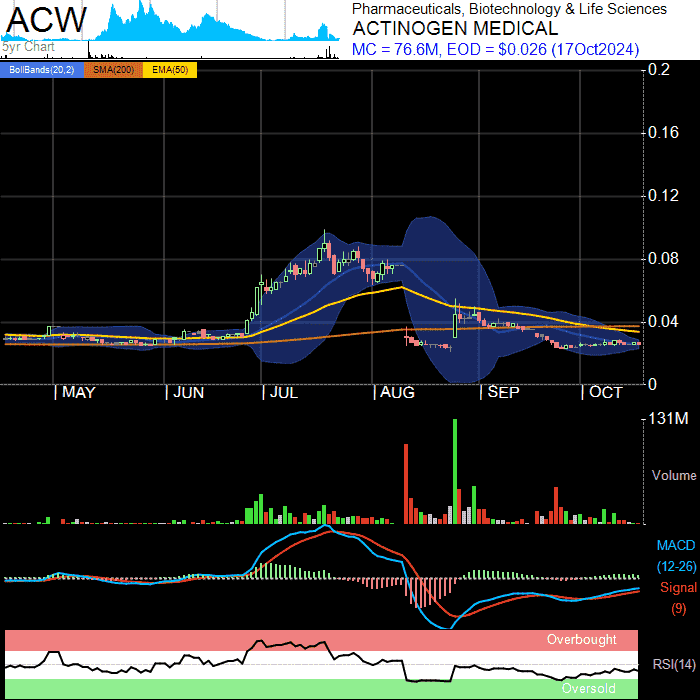 ACW
5yr Chart
Pharmaceuticals, Biotechnology & Life Sciences
ACTINOGEN MEDICAL
MC = 76.6M, EOD = $0.026 (17Oct2024)
BollBands(20,2) SMA(200) EMA(50)
0.2
0.16
0.12
0.08
0.04
0
MAY JUN JUL AUG SEP OCT
131M
Volume
MACD
(12-26)
Signal
(9)
Overbought
RSI(14)
Oversold